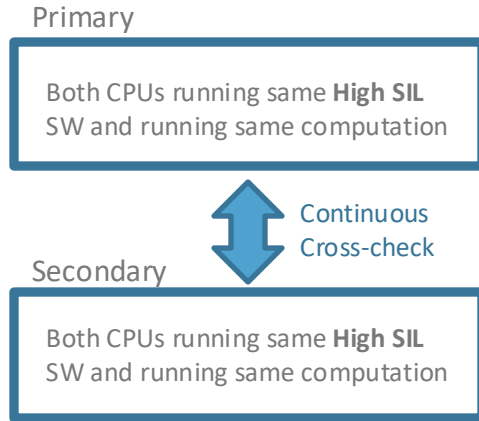 Primary
Both CPUs running same High SIL
SW and running same computation
Continuous
Cross-check
Secondary
Both CPUs running same High SIL
SW and running same computation